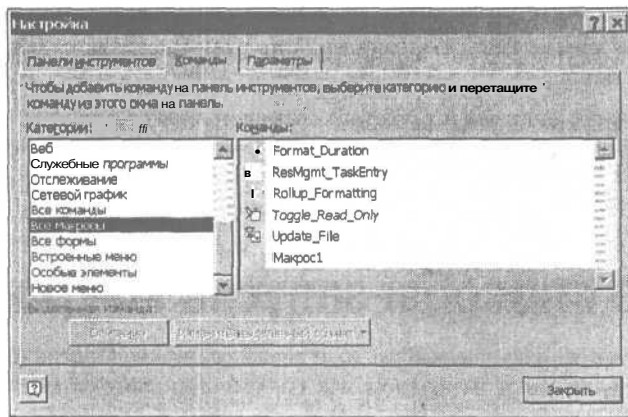 Настройка
Панели инструментов Команды Параметры
Чтобы добавить команду на панель инструментов, выберите категорию и перетащите
команду из этого окна на панель.
Категории: Команды:
Веб
Служебные программы
Отслеживание
Сетевой график
Все команды
Все макросы
Все формы
Встроенные меню
Особые элементы
Новое меню
Format_Duration
ResMgmt_TaskEntry
Rollup_Formatting
Toggle_Read_Only
Update_File
Макрос1
Закрыть